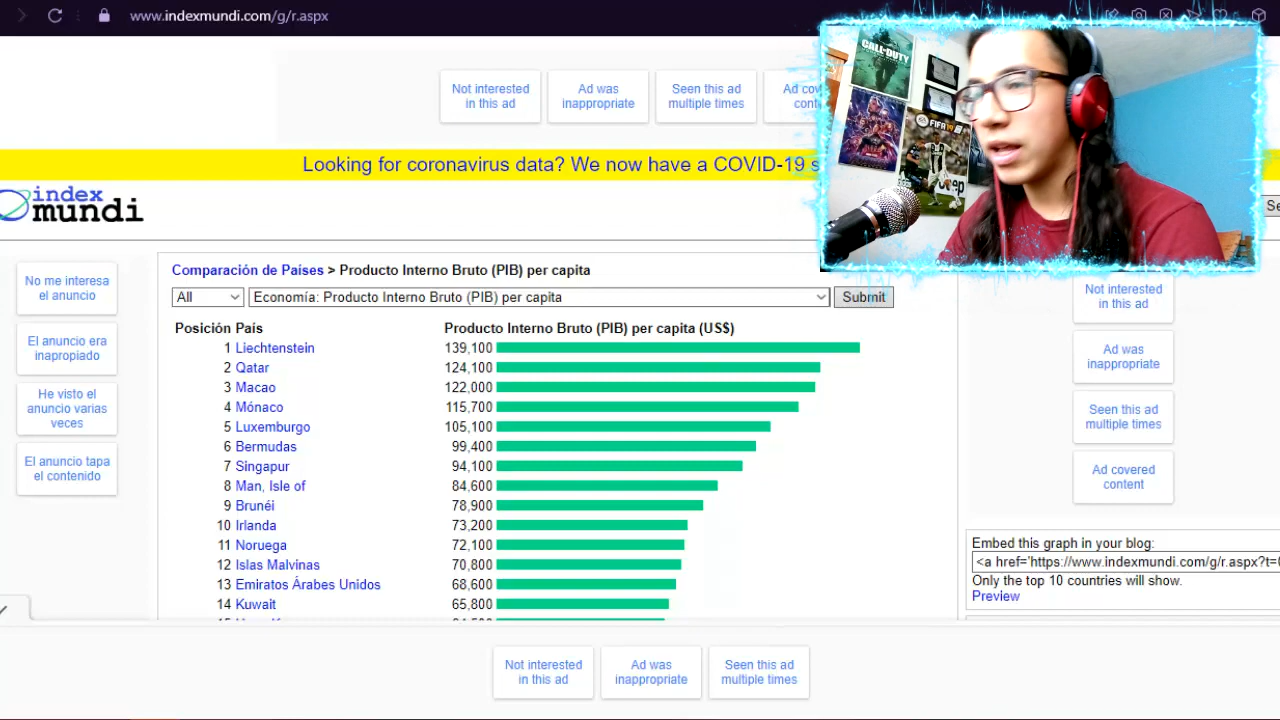 www.indexmundi.com/g/r.aspx
Not interested
in this ad
Ad was
inappropriate
Seen this ad
multiple times
Ad cov
cont
Looking for coronavirus data? We now have a COVID-19 s
index
mundi
CALL OF DUTY
FIFA 19
Se
No me interesa
el anuncio
El anuncio era
inapropiado
He visto el
anuncio varias
veces
El anuncio tapa
el contenido
Comparación de Países > Producto Interno Bruto (PIB) per capita
All Economía: Producto Interno Bruto (PIB) per capita Submit
Posición País Producto Interno Bruto (PIB) per capita (US$)
1 Liechtenstein 139,100
2 Qatar 124,100
3 Macao 122,000
4 Mónaco 115,700
5 Luxemburgo 105,100
6 Bermudas 99,400
7 Singapur 94,100
8 Man, Isle of 84,600
9 Brunéi 78,900
10 Irlanda 73,200
11 Noruega 72,100
12 Islas Malvinas 70,800
13 Emiratos Árabes Unidos 68,600
14 Kuwait 65,800
Not interested
in this ad
Ad was
inappropriate
Seen this ad
multiple times
Ad covered
content
Embed this graph in your blog:
<a href='https://www.indexmundi.com/g/r.aspx?t=
Only the top 10 countries will show.
Preview
Not interested
in this ad
Ad was
inappropriate
Seen this ad
multiple times